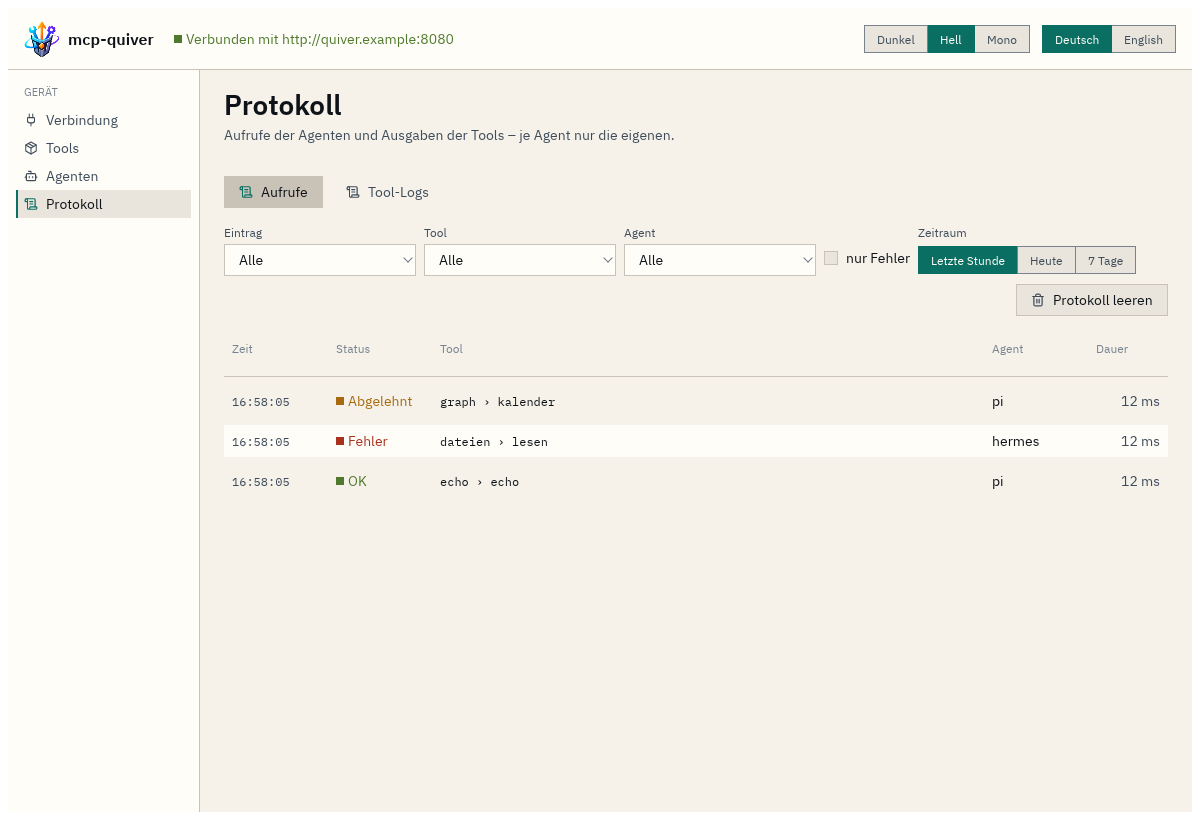 mcp-quiver
Verbunden mit http://quiver.example:8080
Dunkel Hell Mono Deutsch English
GERÄT
Verbindung
Tools
Agenten
Protokoll
Protokoll
Aufrufe der Agenten und Ausgaben der Tools – je Agent nur die eigenen.
Aufrufe Tool-Logs
Eintrag Tool Agent Zeitraum
Alle Alle Alle nur Fehler Letzte Stunde Heute 7 Tage
Protokoll leeren
Zeit Status Tool Agent Dauer
16:58:05 Abgelehnt graph › kalender pi 12 ms
16:58:05 Fehler dateien › lesen hermes 12 ms
16:58:05 OK echo › echo pi 12 ms